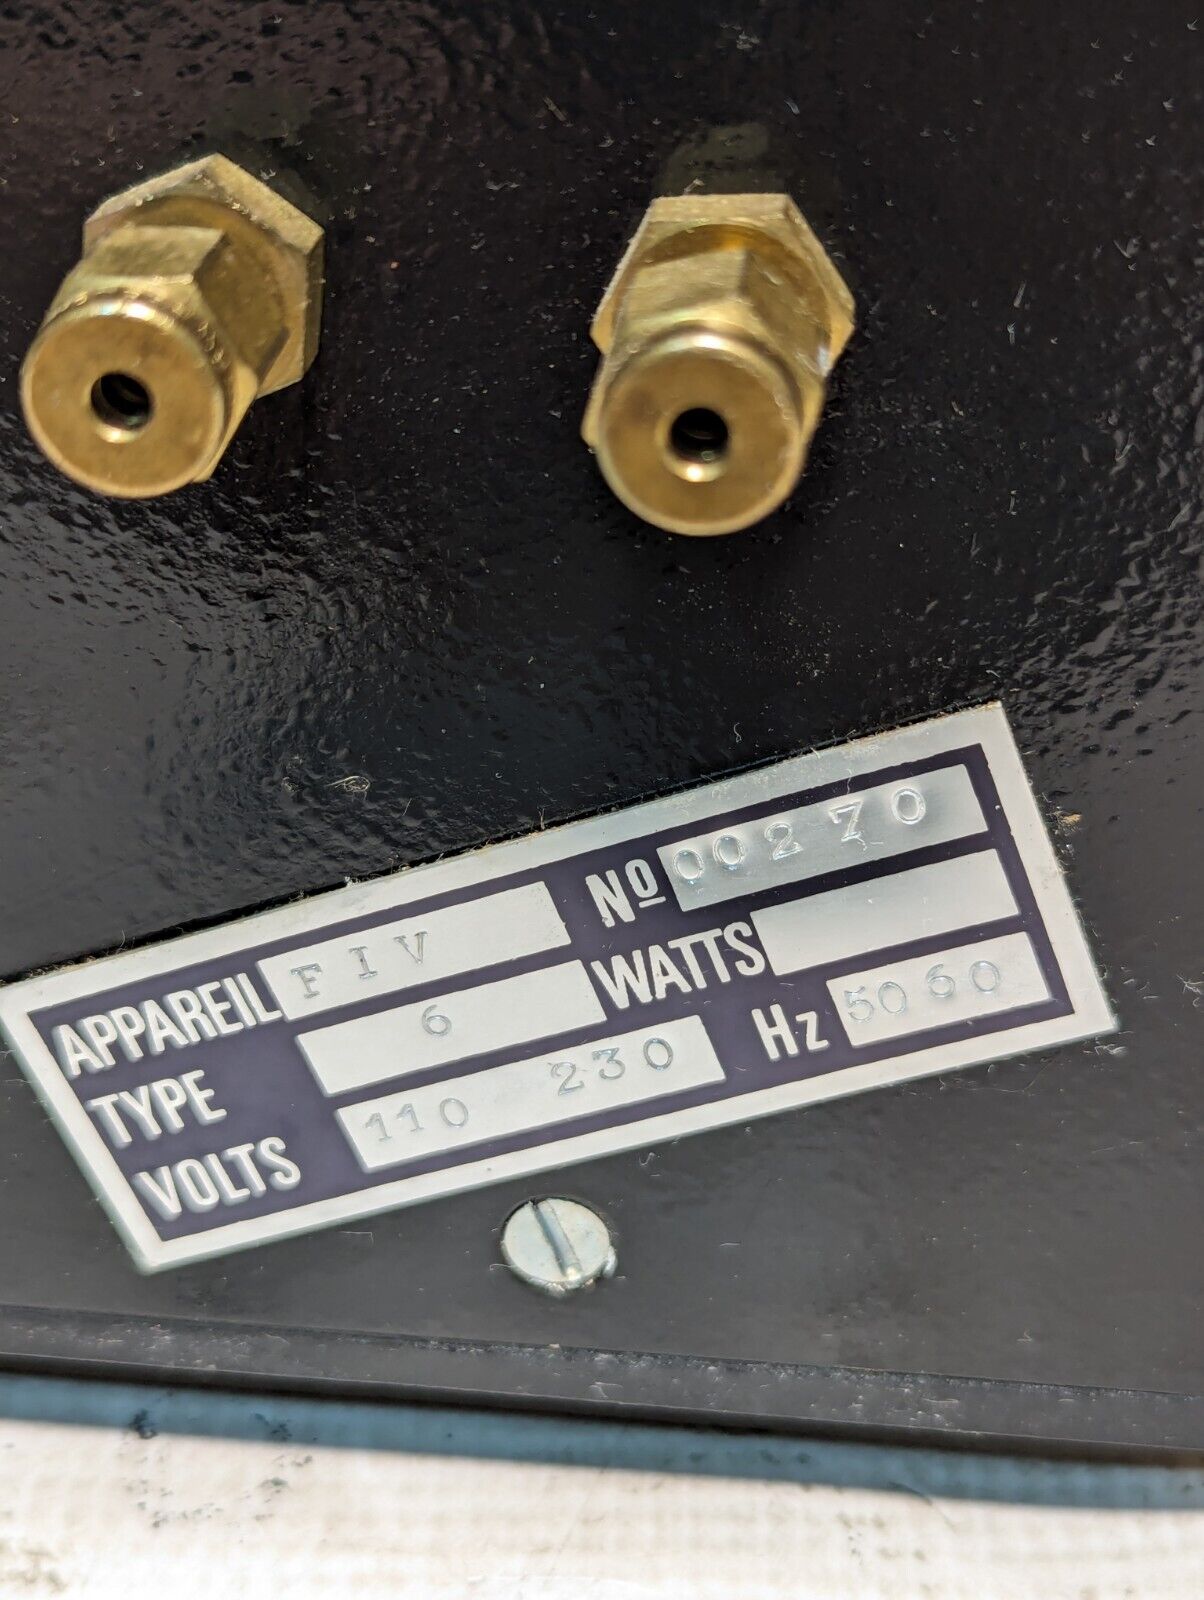 APPAREIL FIV Nº 00270
TYPE 6 WATTS
VOLTS 110 230 Hz 50 60